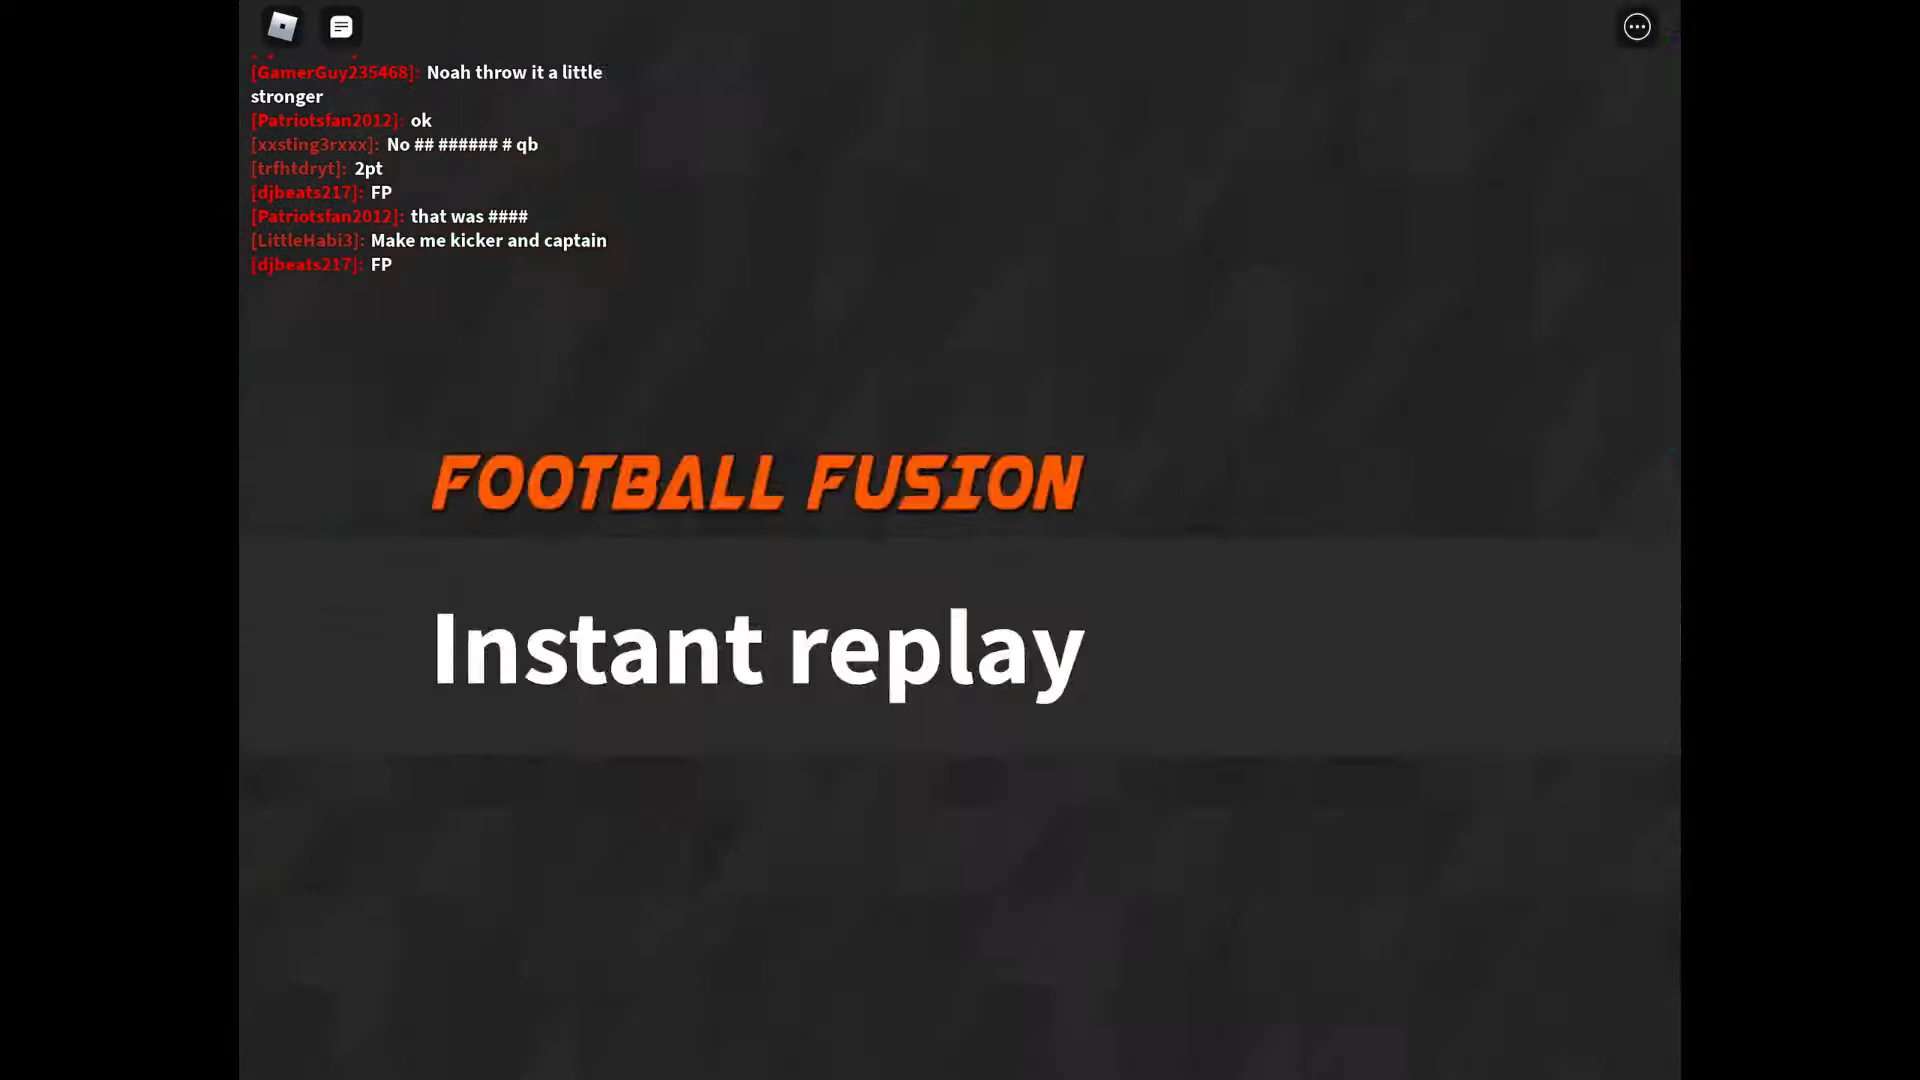 [GamerGuy235468]: Noah throw it a little
stronger
[Patriotsfan2012]: ok
[xxsting3rxxx]: No ## ###### # qb
[trfhtdryt]: 2pt
[djbeats217]: FP
[Patriotsfan2012]: that was ####
[LittleHabi3]: Make me kicker and captain
[djbeats217]: FP
FOOTBALL FUSION
Instant replay